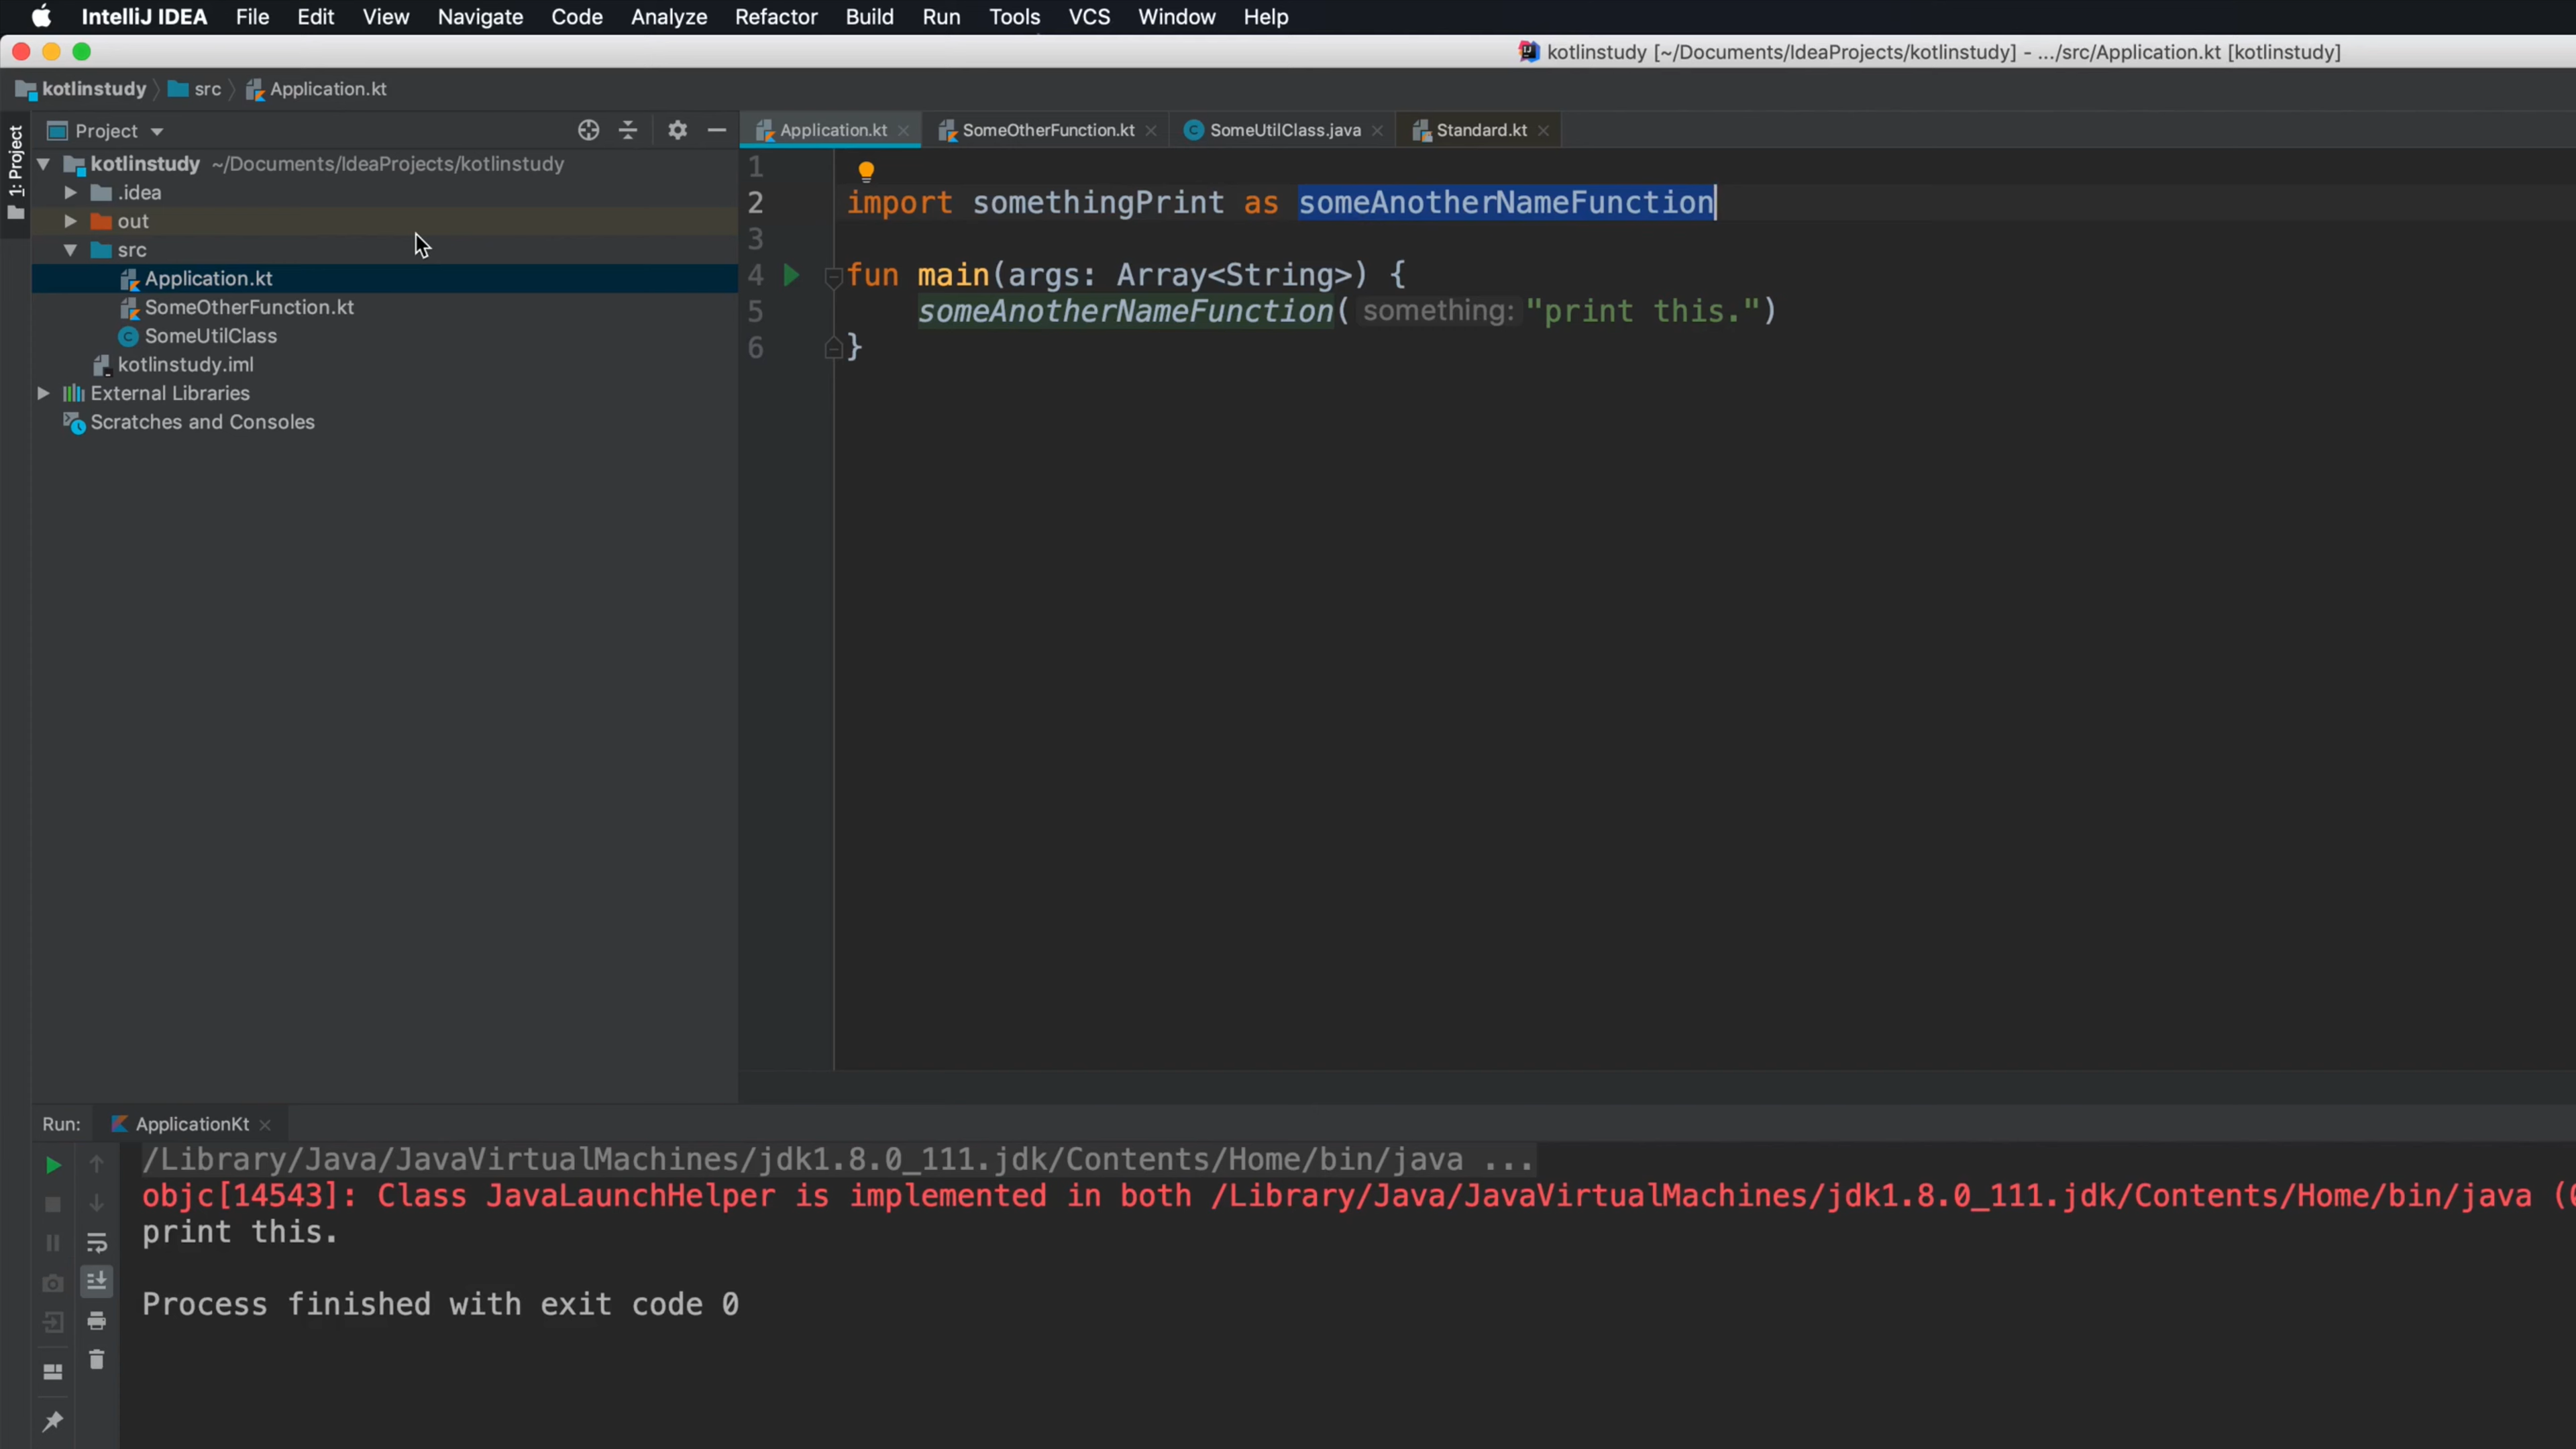 IntelliJ IDEA File Edit View Navigate Code Analyze Refactor Build Run Tools VCS Window Help
kotlinstudy [~/Documents/IdeaProjects/kotlinstudy] - .../src/Application.kt [kotlinstudy]
kotlinstudy src Application.kt
1: Project
Project
kotlinstudy ~/Documents/IdeaProjects/kotlinstudy
.idea
out
src
Application.kt
SomeOtherFunction.kt
SomeUtilClass
kotlinstudy.iml
External Libraries
Scratches and Consoles
Application.kt SomeOtherFunction.kt SomeUtilClass.java Standard.kt
1
2 import somethingPrint as someAnotherNameFunction
3
4 fun main(args: Array<String>) {
5 someAnotherNameFunction( something: "print this.")
6 }
Run: ApplicationKt
/Library/Java/JavaVirtualMachines/jdk1.8.0_111.jdk/Contents/Home/bin/java ...
objc[14543]: Class JavaLaunchHelper is implemented in both /Library/Java/JavaVirtualMachines/jdk1.8.0_111.jdk/Contents/Home/bin/java (
print this.
Process finished with exit code 0